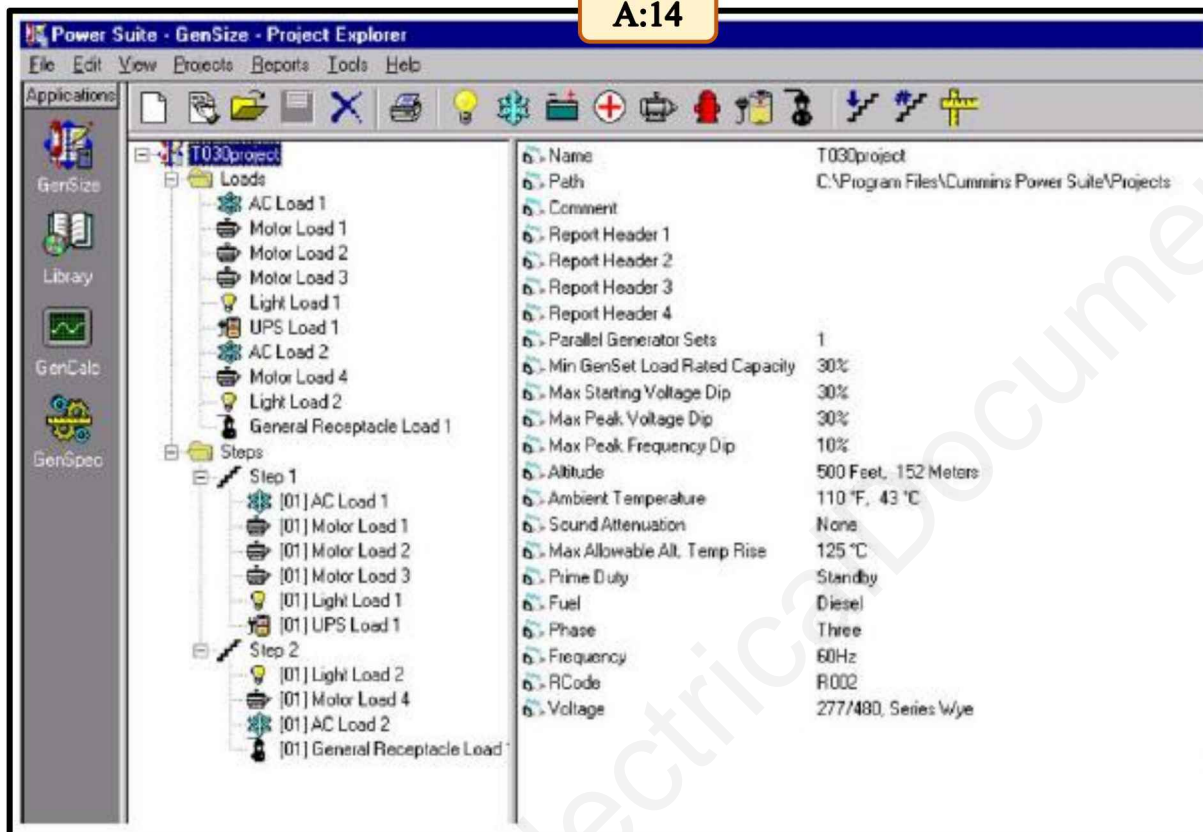 A:14
Power Suite - GenSize - Project Explorer
File Edit View Projects Reports Tools Help
Applications
GenSize
Library
GenCalc
GenSpec
T030project
Loads
AC Load 1
Motor Load 1
Motor Load 2
Motor Load 3
Light Load 1
UPS Load 1
AC Load 2
Motor Load 4
Light Load 2
General Receptacle Load 1
Steps
Step 1
[01] AC Load 1
[01] Motor Load 1
[01] Motor Load 2
[01] Motor Load 3
[01] Light Load 1
[01] UPS Load 1
Step 2
[01] Light Load 2
[01] Motor Load 4
[01] AC Load 2
[01] General Receptacle Load
Name T030project
Path C:\Program Files\Cummins Power Suite\Projects
Comment
Report Header 1
Report Header 2
Report Header 3
Report Header 4
Parallel Generator Sets 1
Min GenSet Load Rated Capacity 30%
Max Starting Voltage Dip 30%
Max Peak Voltage Dip 30%
Max Peak Frequency Dip 10%
Altitude 500 Feet, 152 Meters
Ambient Temperature 110 °F, 43 °C
Sound Attenuation None
Max Allowable Alt. Temp Rise 125 °C
Prime Duty Standby
Fuel Diesel
Phase Three
Frequency 60Hz
RCode R002
Voltage 277/480, Series Wye